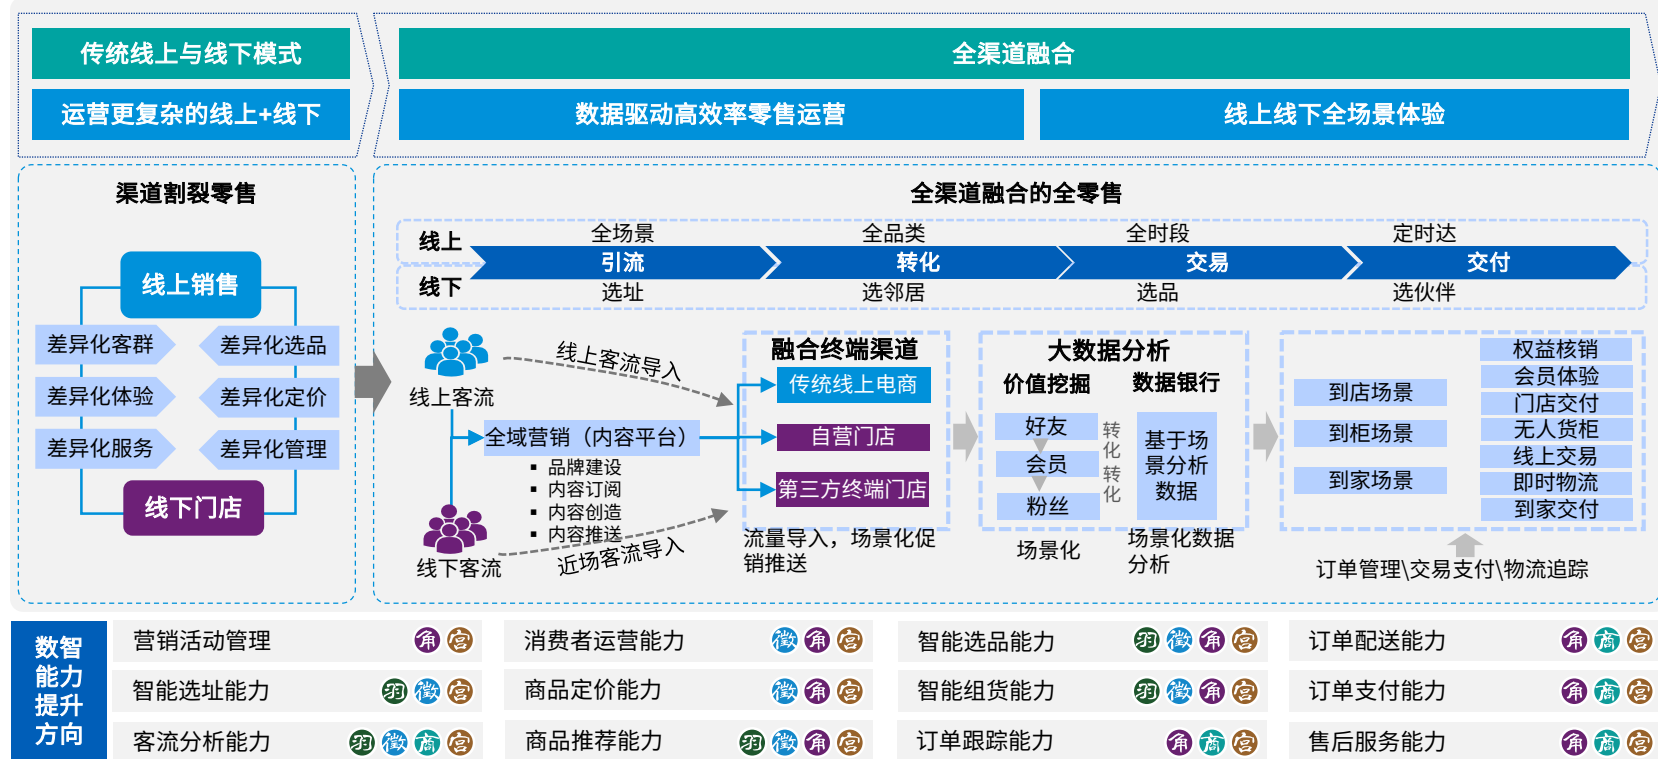 传统线上与线下模式
全渠道融合
运营更复杂的线上+线下
数据驱动高效率零售运营
线上线下全场景体验
渠道割裂零售
线上销售
差异化客群
差异化选品
差异化体验
差异化定价
差异化服务
差异化管理
线下门店
全渠道融合的全零售
线上
全场景
全品类
全时段
定时达
引流
转化
交易
交付
线下
选址
选邻居
选品
选伙伴
线上客流
线上客流导入
全域营销（内容平台）
▪ 品牌建设
▪ 内容订阅
▪ 内容创造
▪ 内容推送
线下客流
近场客流导入
融合终端渠道
传统线上电商
自营门店
第三方终端门店
流量导入，场景化促
销推送
大数据分析
价值挖掘
数据银行
好友
转
化
会员
转
化
粉丝
基于场
景分析
数据
场景化
场景化数据
分析
到店场景
到柜场景
到家场景
权益核销
会员体验
门店交付
无人货柜
线上交易
即时物流
到家交付
订单管理\交易支付\物流追踪
数智
能力
提升
方向
营销活动管理 角 宫
消费者运营能力 徵 角 宫
智能选品能力 羽 徵 角 宫
订单配送能力 角 商 宫
智能选址能力 羽 徵 宫
商品定价能力 徵 角 宫
智能组货能力 羽 徵 角 宫
订单支付能力 角 商 宫
客流分析能力 羽 徵 商 宫
商品推荐能力 羽 徵 角 宫
订单跟踪能力 角 商 宫
售后服务能力 角 商 宫